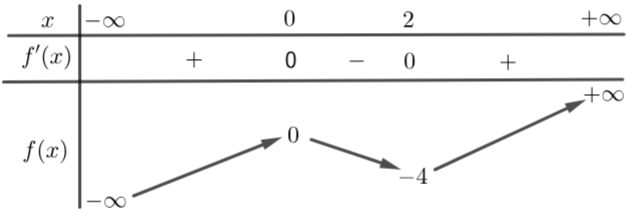 x −∞ 0 2 +∞
f′(x) + 0 − 0 +
+∞
f(x) 0
−4
−∞